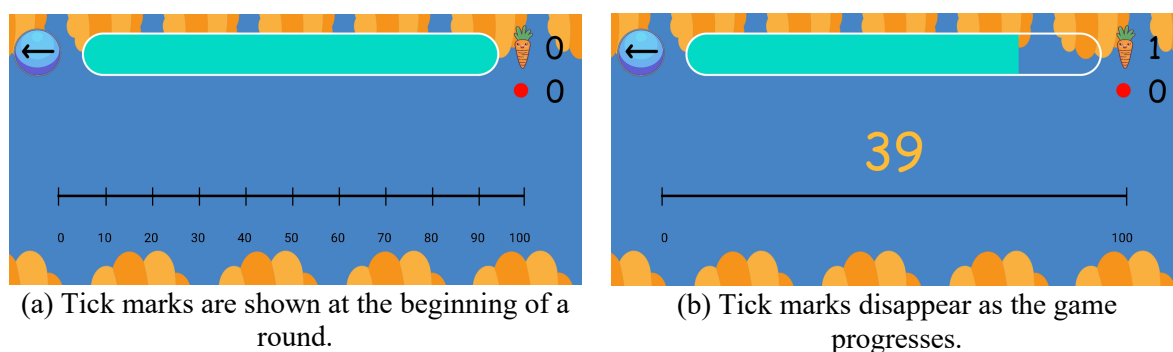 0
0
0 10 20 30 40 50 60 70 80 90 100
(a) Tick marks are shown at the beginning of a
round.
1
0
39
0 100
(b) Tick marks disappear as the game
progresses.